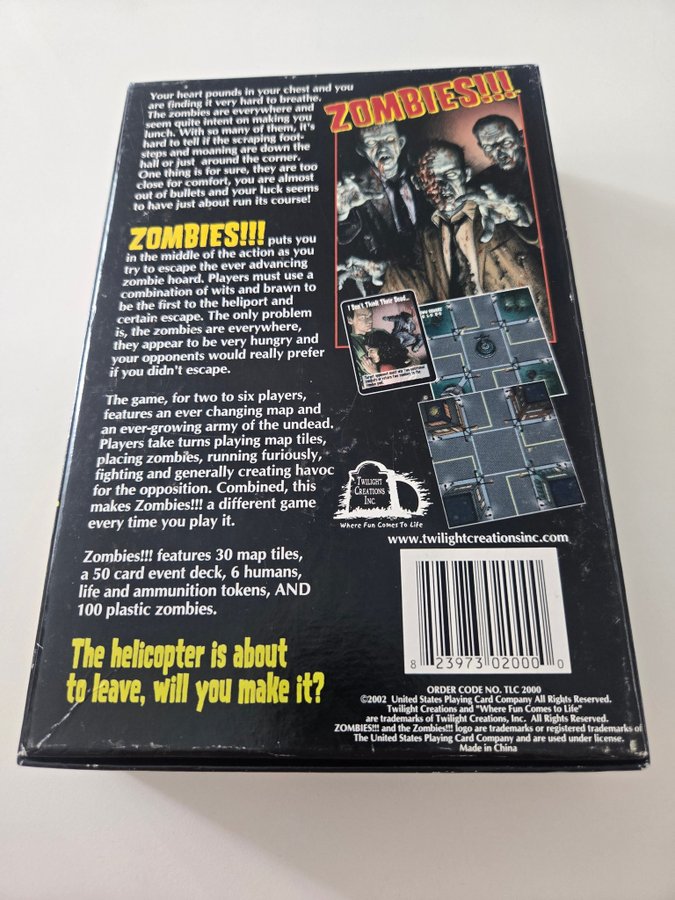 Your heart pounds in your chest and you
are finding it very hard to breathe.
The zombies are everywhere and
seem quite intent on making you
lunch. With so many of them, it's
hard to tell if the scraping foot-
steps and moaning are down the
hall or just around the corner.
One thing is for sure, they are too
close for comfort, you are almost
out of bullets and your luck seems
to have just about run its course!
ZOMBIES!!!
ZOMBIES!!! puts you
in the middle of the action as you
try to escape the ever advancing
zombie hoard. Players must use a
combination of wits and brawn to
be the first to the heliport and
certain escape. The only problem
is, the zombies are everywhere,
they appear to be very hungry and
your opponents would really prefer
if you didn't escape.
I Don't Think Their Dead...
The game, for two to six players,
features an ever changing map and
an ever-growing army of the undead.
Players take turns playing map tiles,
placing zombies, running furiously,
fighting and generally creating havoc
for the opposition. Combined, this
makes Zombies!!! a different game
every time you play it.
Zombies!!! features 30 map tiles,
a 50 card event deck, 6 humans,
life and ammunition tokens, AND
100 plastic zombies.
The helicopter is about
to leave, will you make it?
TWILIGHT
CREATIONS
INC.
Where Fun Comes To Life
www.twilightcreationsinc.com
8 23973 02000 0
ORDER CODE NO. TLC 2000
©2002 United States Playing Card Company All Rights Reserved.
Twilight Creations and "Where Fun Comes to Life"
are trademarks of Twilight Creations, Inc. All Rights Reserved.
ZOMBIES!!! and the Zombies!!! logo are trademarks or registered trademarks of
The United States Playing Card Company and are used under license.
Made in China